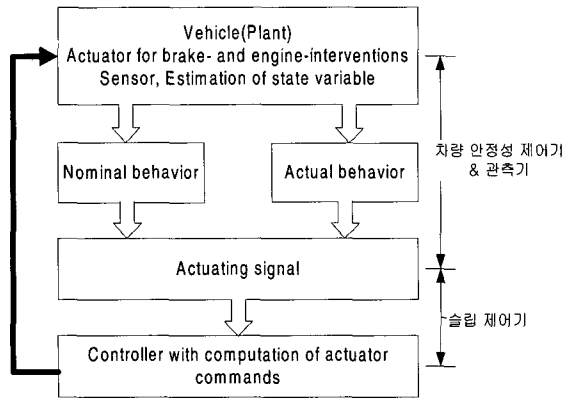 Vehicle(Plant)
Actuator for brake- and engine-interventions
Sensor, Estimation of state variable
Nominal behavior
Actual behavior
차량 안정성 제어기
& 관측기
Actuating signal
슬립 제어기
Controller with computation of actuator
commands